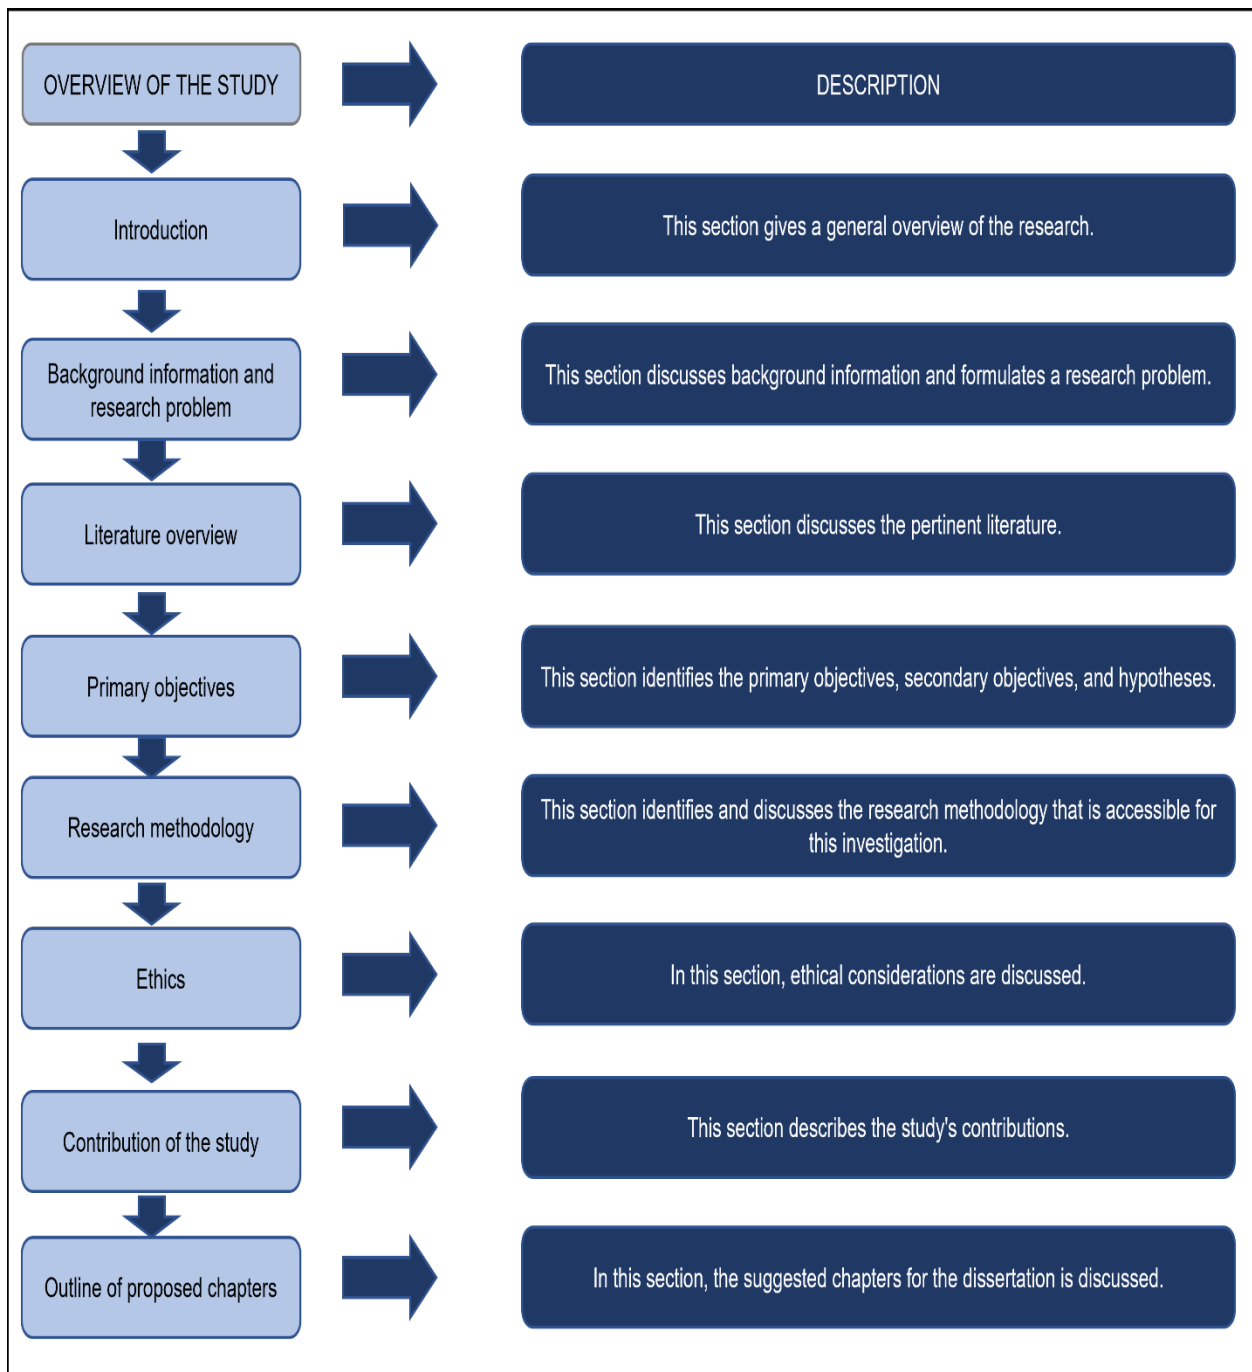 OVERVIEW OF THE STUDY
DESCRIPTION
Introduction
This section gives a general overview of the research.
Background information and
research problem
This section discusses background information and formulates a research problem.
Literature overview
This section discusses the pertinent literature.
Primary objectives
This section identifies the primary objectives, secondary objectives, and hypotheses.
Research methodology
This section identifies and discusses the research methodology that is accessible for
this investigation.
Ethics
In this section, ethical considerations are discussed.
Contribution of the study
This section describes the study's contributions.
Outline of proposed chapters
In this section, the suggested chapters for the dissertation is discussed.